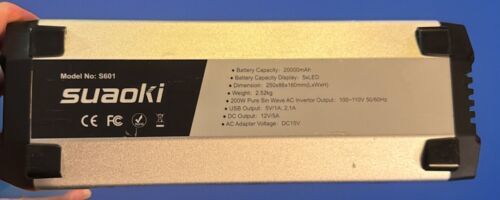 Model No: S601
suaoki
CE FC
• Battery Capacity: 20000mAh
• Battery Capacity Display: 5xLED
• Dimension: 250x88x160mm(LxWxH)
• Weight: 2.52kg
• 200W Pure Sin Wave AC Invertor Output: 100~110V 50/60Hz
• USB Output: 5V/1A; 2.1A
• DC Output: 12V/5A
• AC Adapter Voltage: DC15V